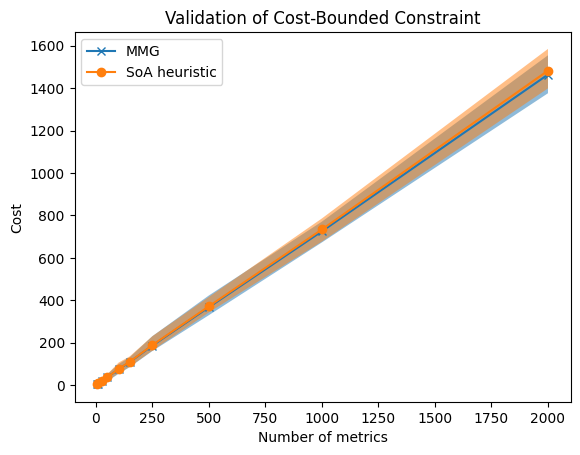 Validation of Cost-Bounded Constraint
MMG
SoA heuristic
1600
1400
1200
1000
800
600
400
200
0
Cost
0 250 500 750 1000 1250 1500 1750 2000
Number of metrics